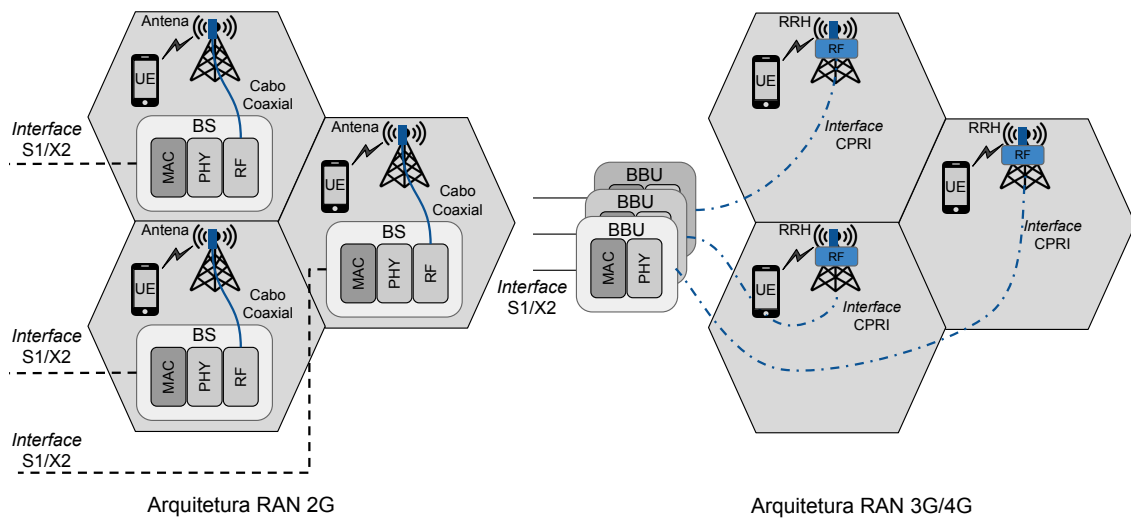 Antena
UE
Cabo
Coaxial
Interface
S1/X2
BS
MAC
PHY
RF
Antena
UE
Cabo
Coaxial
BS
MAC
PHY
RF
Antena
UE
Cabo
Coaxial
Interface
S1/X2
BS
MAC
PHY
RF
Interface
S1/X2
Arquitetura RAN 2G
RRH
RF
UE
Interface
CPRI
RRH
RF
UE
Interface
CPRI
BBU
BBU
BBU
MAC
PHY
Interface
S1/X2
RRH
RF
UE
Interface
CPRI
Arquitetura RAN 3G/4G